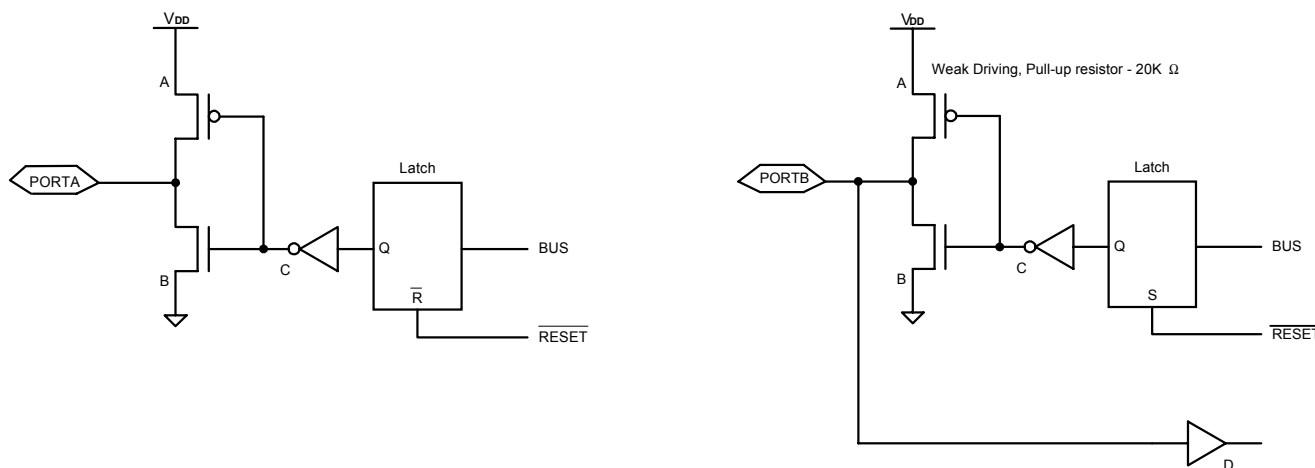 VDD
A
PORTA
B
C
Latch
Q
R
BUS
RESET
VDD
A
Weak Driving, Pull-up resistor - 20K Ω
PORTB
B
C
Latch
Q
S
BUS
RESET
D